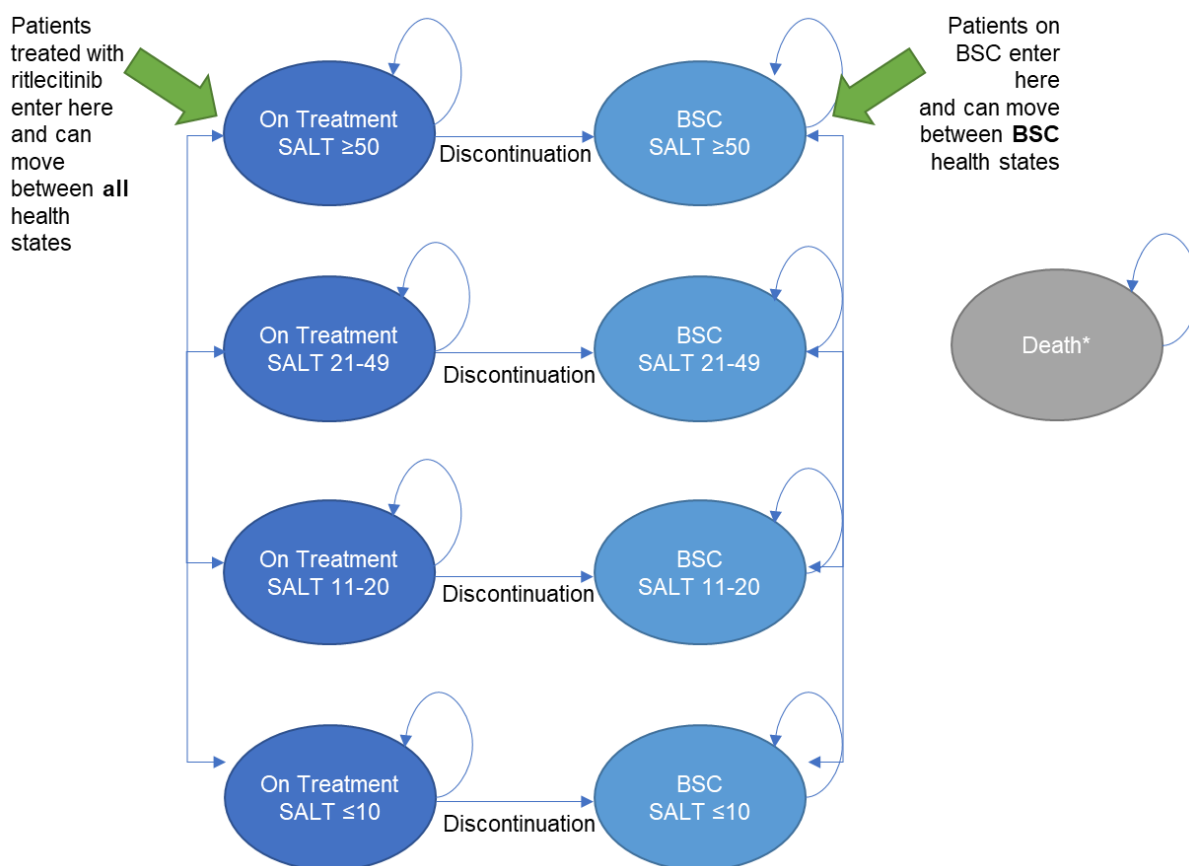 Patients
treated with
ritlecitinib
enter here
and can
move
between all
health
states
Patients on
BSC enter
here
and can move
between BSC
health states
On Treatment
SALT ≥50
Discontinuation
BSC
SALT ≥50
On Treatment
SALT 21-49
Discontinuation
BSC
SALT 21-49
Death*
On Treatment
SALT 11-20
Discontinuation
BSC
SALT 11-20
On Treatment
SALT ≤10
Discontinuation
BSC
SALT ≤10